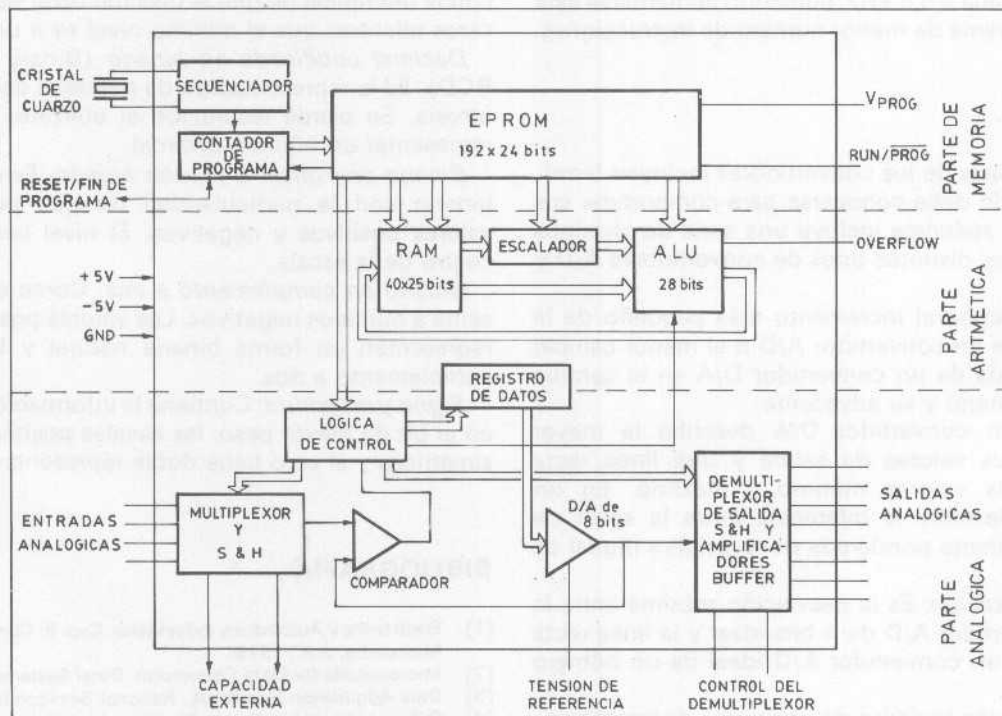 CRISTAL
DE
CUARZO
SECUENCIADOR
CONTADOR
DE
PROGRAMA
RESET/FIN DE
PROGRAMA
EPROM
192 x 24 bits
VPROG
RUN/PROG
PARTE DE
MEMORIA
RAM
40x25 bits
ESCALADOR
ALU
28 bits
OVERFLOW
PARTE
ARITMETICA
+5V
-5V
GND
REGISTRO
DE DATOS
LOGICA
DE CONTROL
ENTRADAS
ANALOGICAS
MULTIPLEXOR
Y
S & H
COMPARADOR
D/A de
8 bits
DEMULTI-
PLEXOR
DE SALIDA
S & H Y
AMPLIFICA-
DORES
BUFFER
SALIDAS
ANALOGICAS
PARTE
ANALOGICA
CAPACIDAD
EXTERNA
TENSION DE
REFERENCIA
CONTROL DEL
DEMULTIPLEXOR